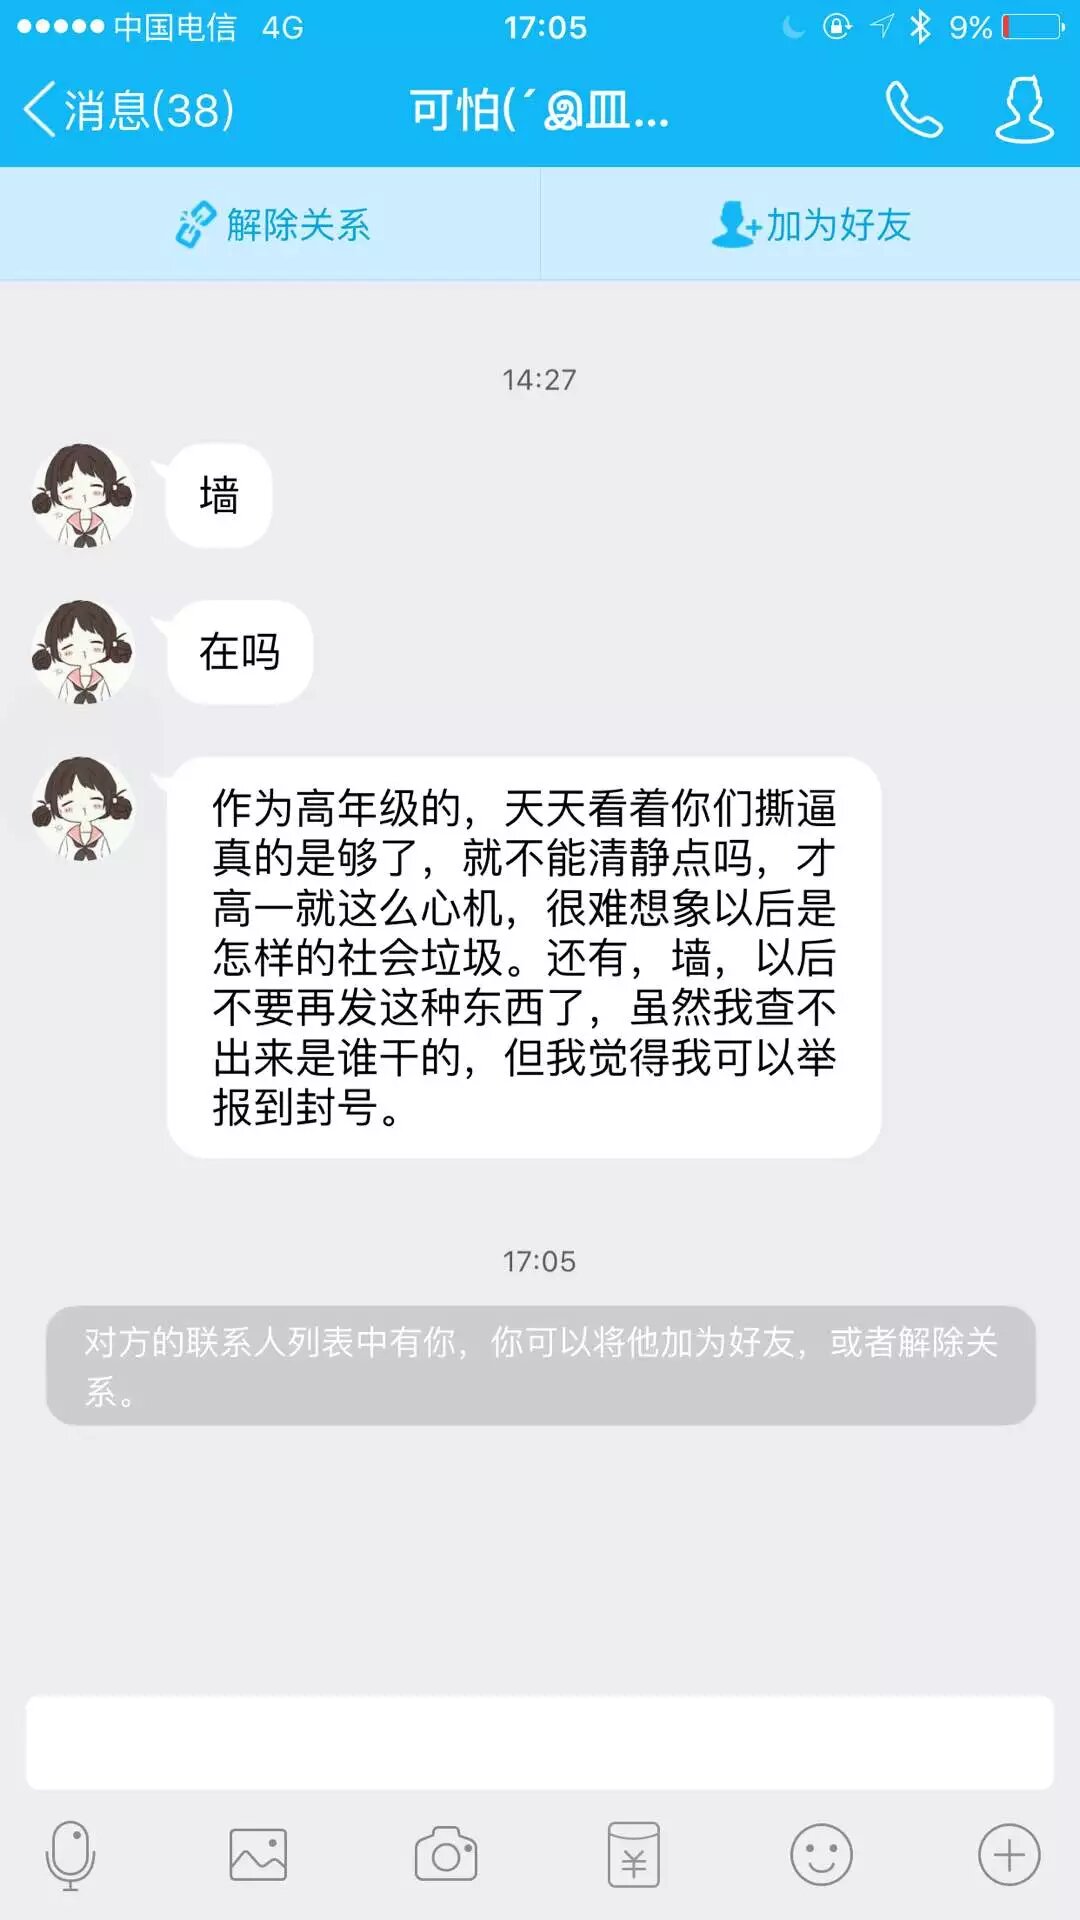 中国电信 4G 17:05 9%
消息(38) 可怕(´இ皿...
解除关系 加为好友
14:27
墙
在吗
作为高年级的，天天看着你们撕逼
真的是够了，就不能清静点吗，才
高一就这么心机，很难想象以后是
怎样的社会垃圾。还有，墙，以后
不要再发这种东西了，虽然我查不
出来是谁干的，但我觉得我可以举
报到封号。
17:05
对方的联系人列表中有你，你可以将他加为好友，或者解除关
系。